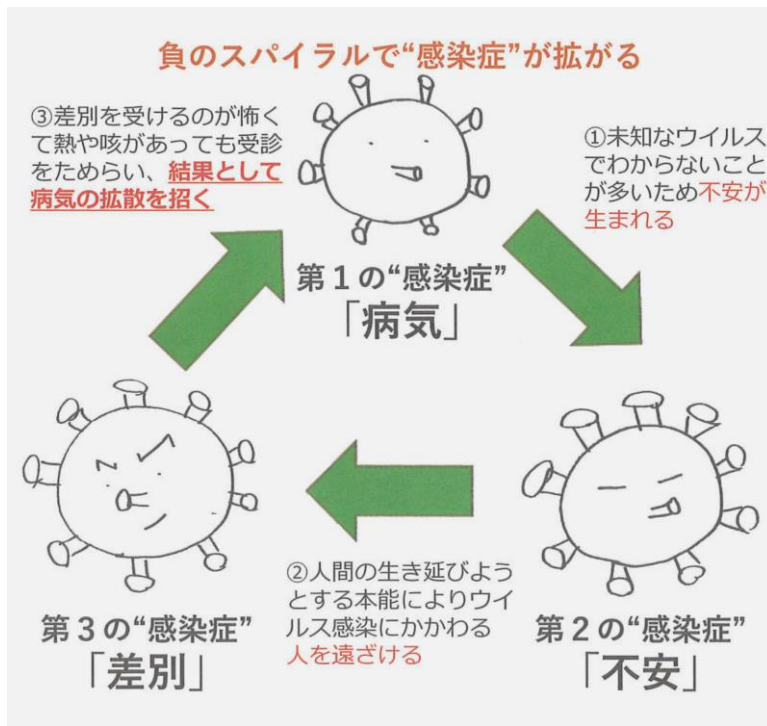 負のスパイラルで“感染症”が拡がる
③差別を受けるのが怖く
て熱や咳があっても受診
をためらい、結果として
病気の拡散を招く
①未知なウイルス
でわからないこと
が多いため不安が
生まれる
第1の“感染症”
「病気」
②人間の生き延びよう
とする本能によりウイ
ルス感染にかかわる
人を遠ざける
第3の“感染症”
「差別」
第2の“感染症”
「不安」